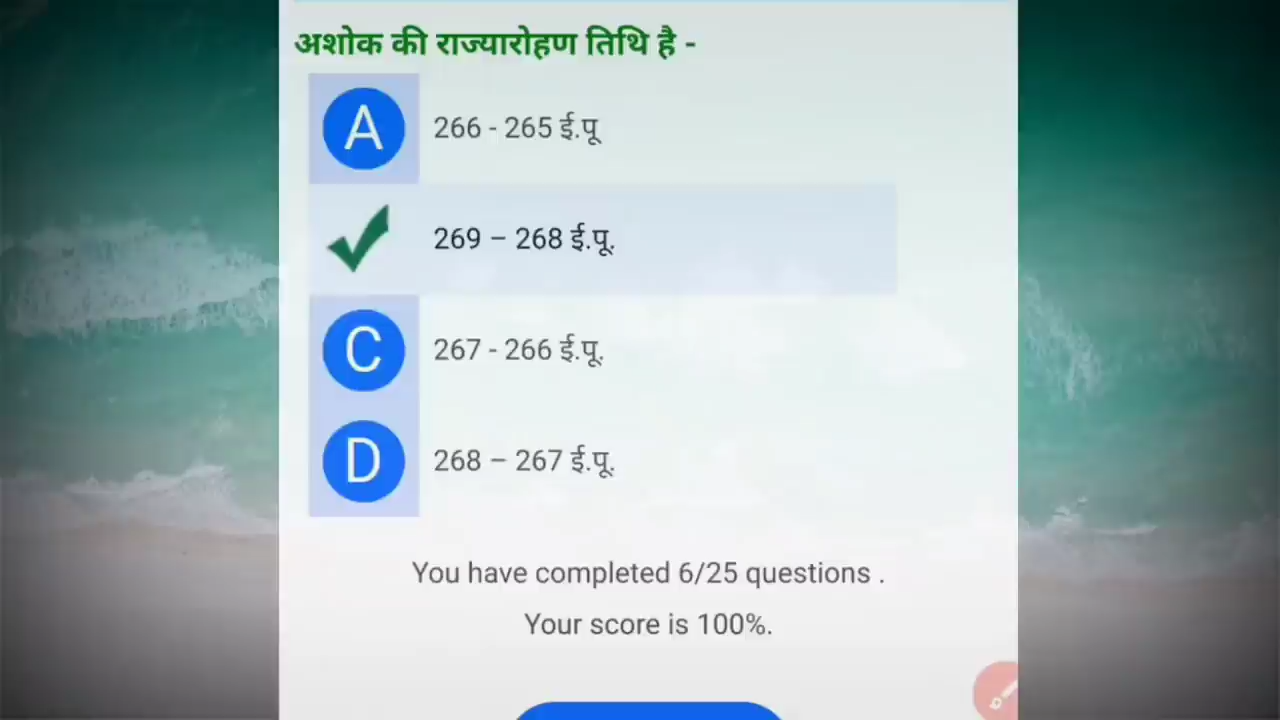 अशोक की राज्यारोहण तिथि है -
A 266 - 265 ई.पू
269 – 268 ई.पू.
C 267 - 266 ई.पू.
D 268 – 267 ई.पू.
You have completed 6/25 questions .
Your score is 100%.